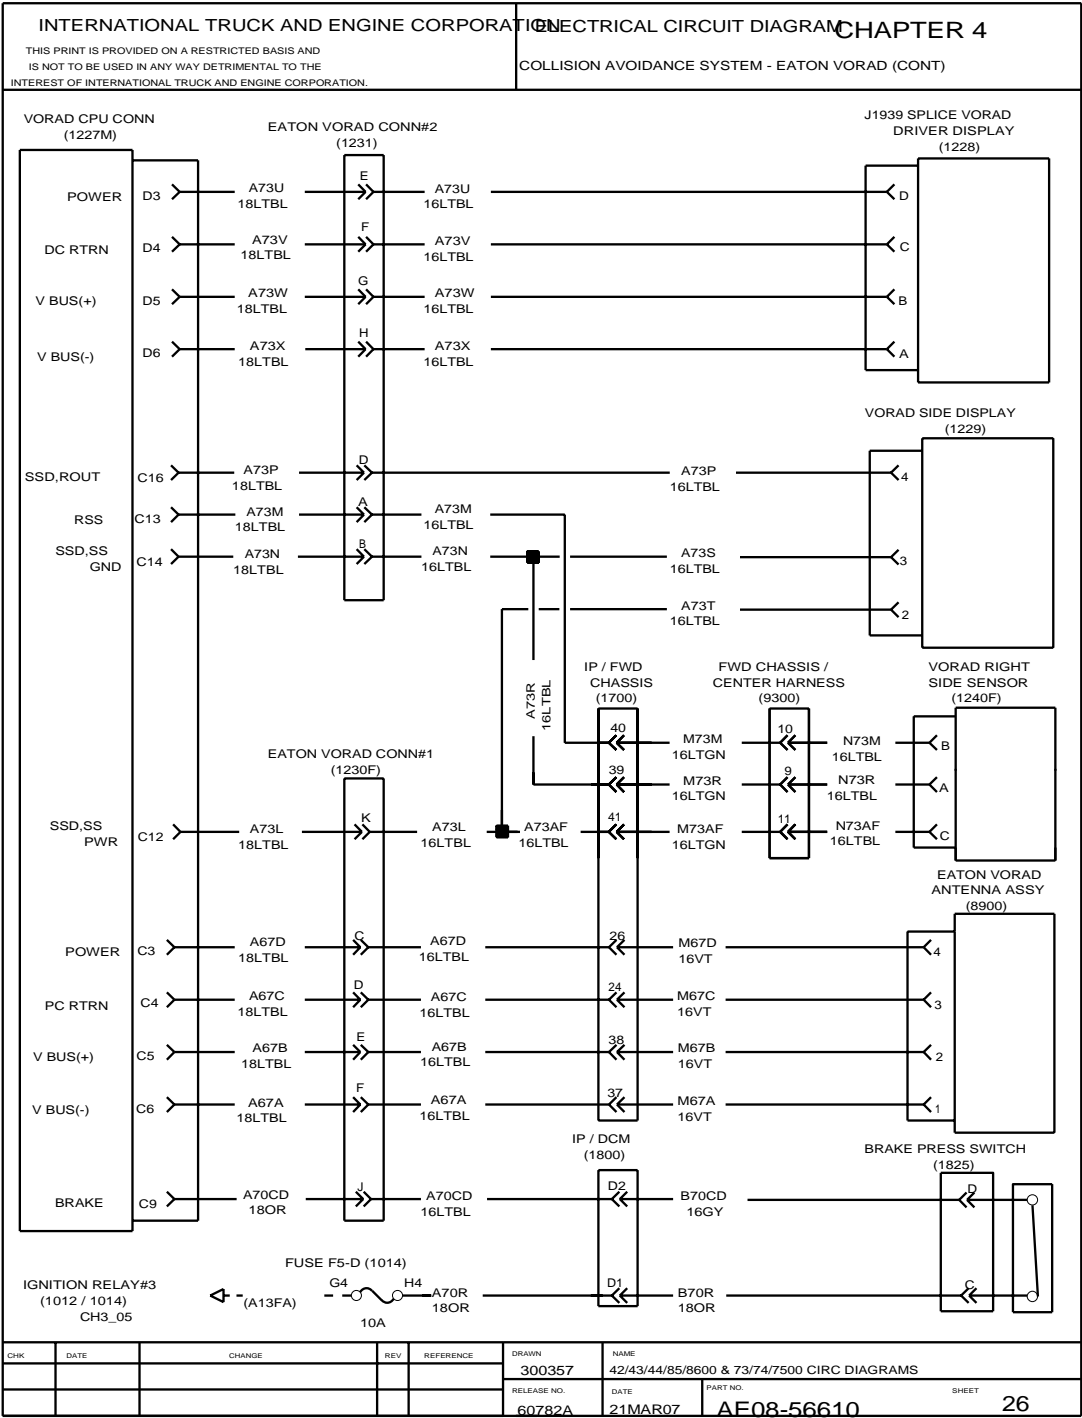 INTERNATIONAL TRUCK AND ENGINE CORPORATION
ELECTRICAL CIRCUIT DIAGRAM
CHAPTER 4
THIS PRINT IS PROVIDED ON A RESTRICTED BASIS AND
IS NOT TO BE USED IN ANY WAY DETRIMENTAL TO THE
INTEREST OF INTERNATIONAL TRUCK AND ENGINE CORPORATION.
COLLISION AVOIDANCE SYSTEM - EATON VORAD (CONT)
VORAD CPU CONN
(1227M)
EATON VORAD CONN#2
(1231)
J1939 SPLICE VORAD
DRIVER DISPLAY
(1228)
POWER D3 A73U E A73U D
18LTBL 16LTBL
DC RTRN D4 A73V F A73V C
18LTBL 16LTBL
V BUS(+) D5 A73W G A73W B
18LTBL 16LTBL
V BUS(-) D6 A73X H A73X A
18LTBL 16LTBL
VORAD SIDE DISPLAY
(1229)
SSD,ROUT C16 A73P D A73P 4
18LTBL 16LTBL
RSS C13 A73M A A73M
18LTBL 16LTBL
SSD,SS
GND C14 A73N B A73N A73S 3
18LTBL 16LTBL 16LTBL
A73T 2
16LTBL
A73R
16LTBL
IP / FWD
CHASSIS
(1700)
FWD CHASSIS /
CENTER HARNESS
(9300)
VORAD RIGHT
SIDE SENSOR
(1240F)
40 M73M 10 N73M B
16LTGN 16LTBL
39 M73R 9 N73R A
16LTGN 16LTBL
EATON VORAD CONN#1
(1230F)
SSD,SS
PWR C12 A73L K A73L A73AF 41 M73AF 11 N73AF C
18LTBL 16LTBL 16LTBL 16LTGN 16LTBL
EATON VORAD
ANTENNA ASSY
(8900)
POWER C3 A67D C A67D 26 M67D 4
18LTBL 16LTBL 16VT
PC RTRN C4 A67C D A67C 24 M67C 3
18LTBL 16LTBL 16VT
V BUS(+) C5 A67B E A67B 38 M67B 2
18LTBL 16LTBL 16VT
V BUS(-) C6 A67A F A67A 37 M67A 1
18LTBL 16LTBL 16VT
IP / DCM
(1800)
BRAKE PRESS SWITCH
(1825)
BRAKE C9 A70CD J A70CD D2 B70CD D
18OR 16LTBL 16GY
FUSE F5-D (1014)
IGNITION RELAY#3
(1012 / 1014)
CH3_05
(A13FA) G4 H4 A70R D1 B70R C
10A 18OR 18OR
CHK DATE CHANGE REV REFERENCE
DRAWN
300357
NAME
42/43/44/85/8600 & 73/74/7500 CIRC DIAGRAMS
RELEASE NO.
60782A
DATE
21MAR07
PART NO.
AE08-56610
SHEET
26